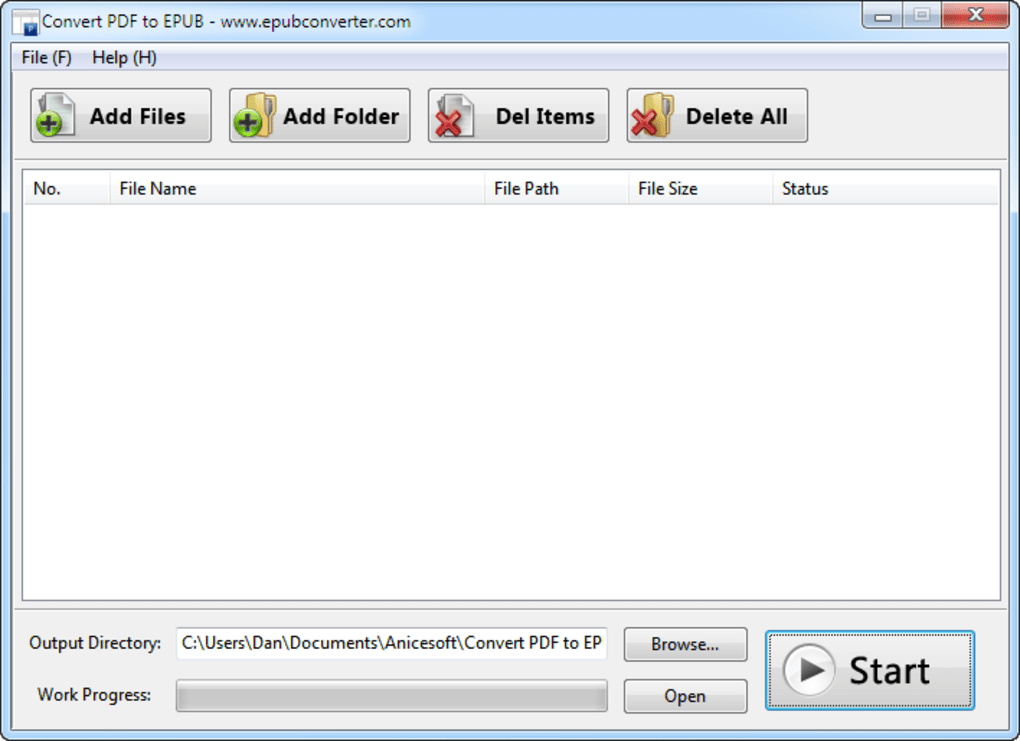 Convert PDF to EPUB - www.epubconverter.com
File (F) Help (H)
Add Files Add Folder Del Items Delete All
No. File Name File Path File Size Status
Output Directory: C:\Users\Dan\Documents\Anicesoft\Convert PDF to EP Browse...
Start
Work Progress: Open